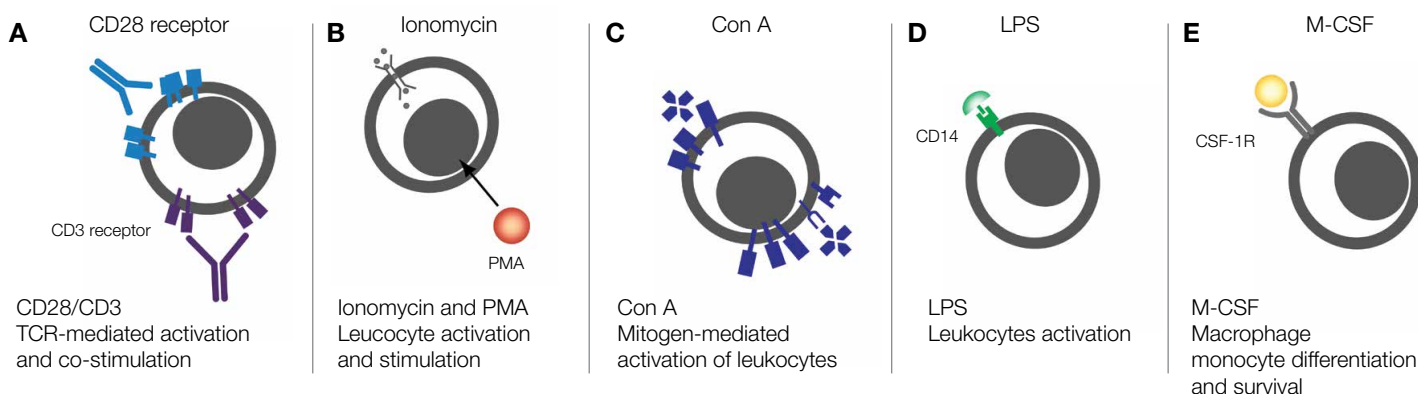 A
CD28 receptor
CD3 receptor
CD28/CD3
TCR-mediated activation
and co-stimulation
B
Ionomycin
PMA
Ionomycin and PMA
Leucocyte activation
and stimulation
C
Con A
Con A
Mitogen-mediated
activation of leukocytes
D
LPS
CD14
LPS
Leukocytes activation
E
M-CSF
CSF-1R
M-CSF
Macrophage
monocyte differentiation
and survival